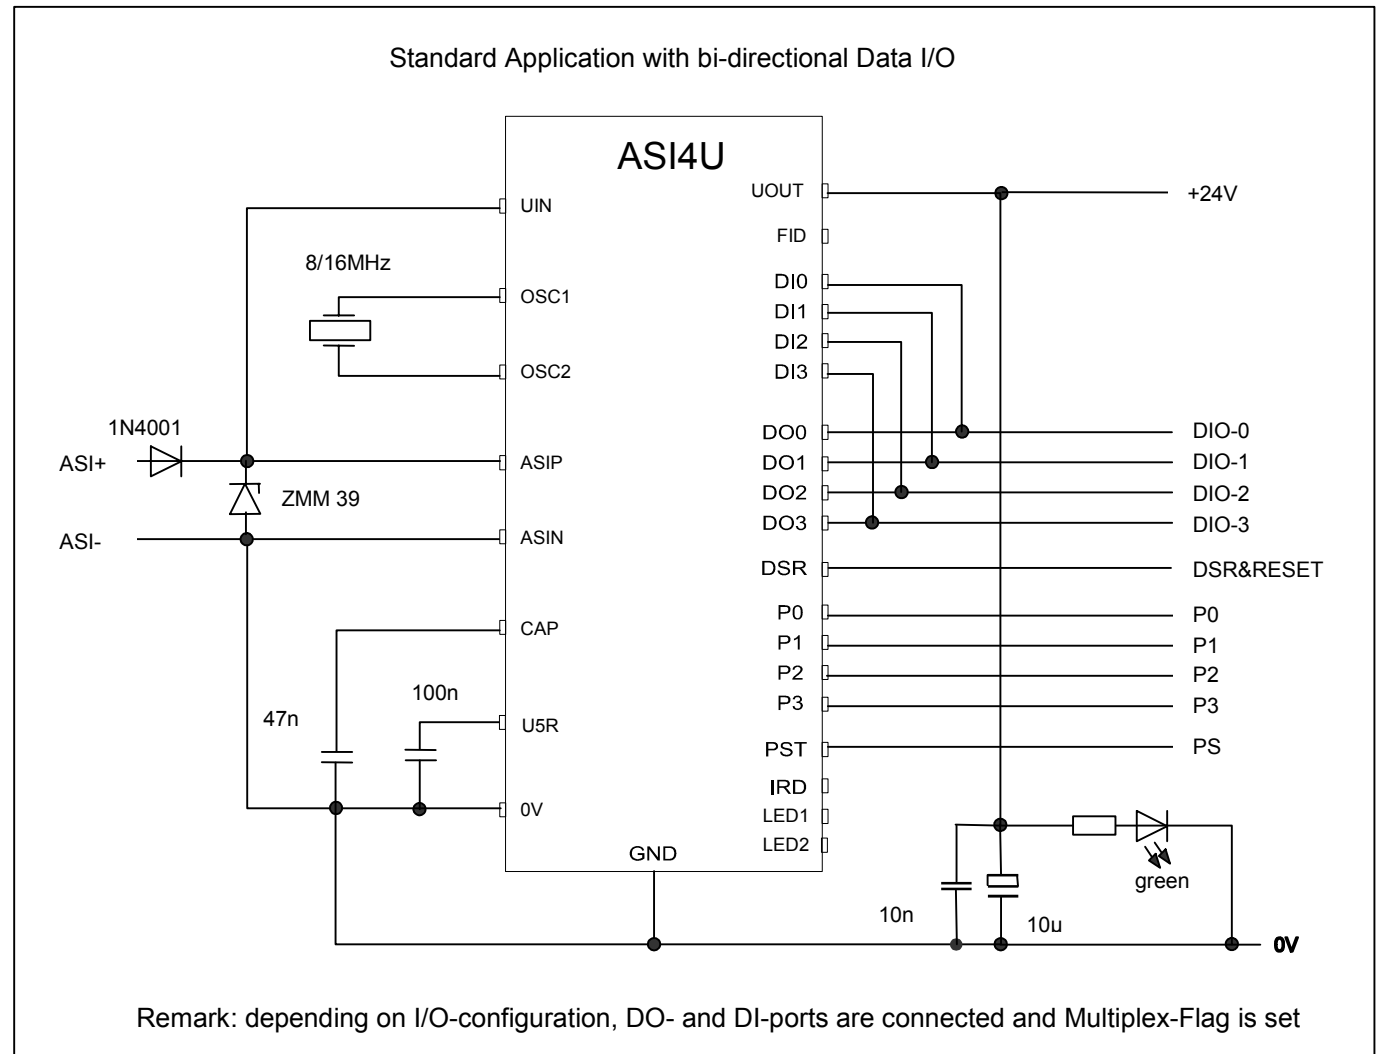 Standard Application with bi-directional Data I/O
ASI4U
UIN
UOUT
+24V
FID
8/16MHz
OSC1
DI0
DI1
DI2
OSC2
DI3
1N4001
ASI+
ASIP
DO0
DIO-0
DO1
DIO-1
ZMM 39
DO2
DIO-2
DO3
DIO-3
ASI-
ASIN
DSR
DSR&RESET
CAP
P0
P0
P1
P1
P2
P2
100n
P3
P3
47n
U5R
PST
PS
IRD
0V
LED1
LED2
GND
green
10n
10u
0V
Remark: depending on I/O-configuration, DO- and DI-ports are connected and Multiplex-Flag is set